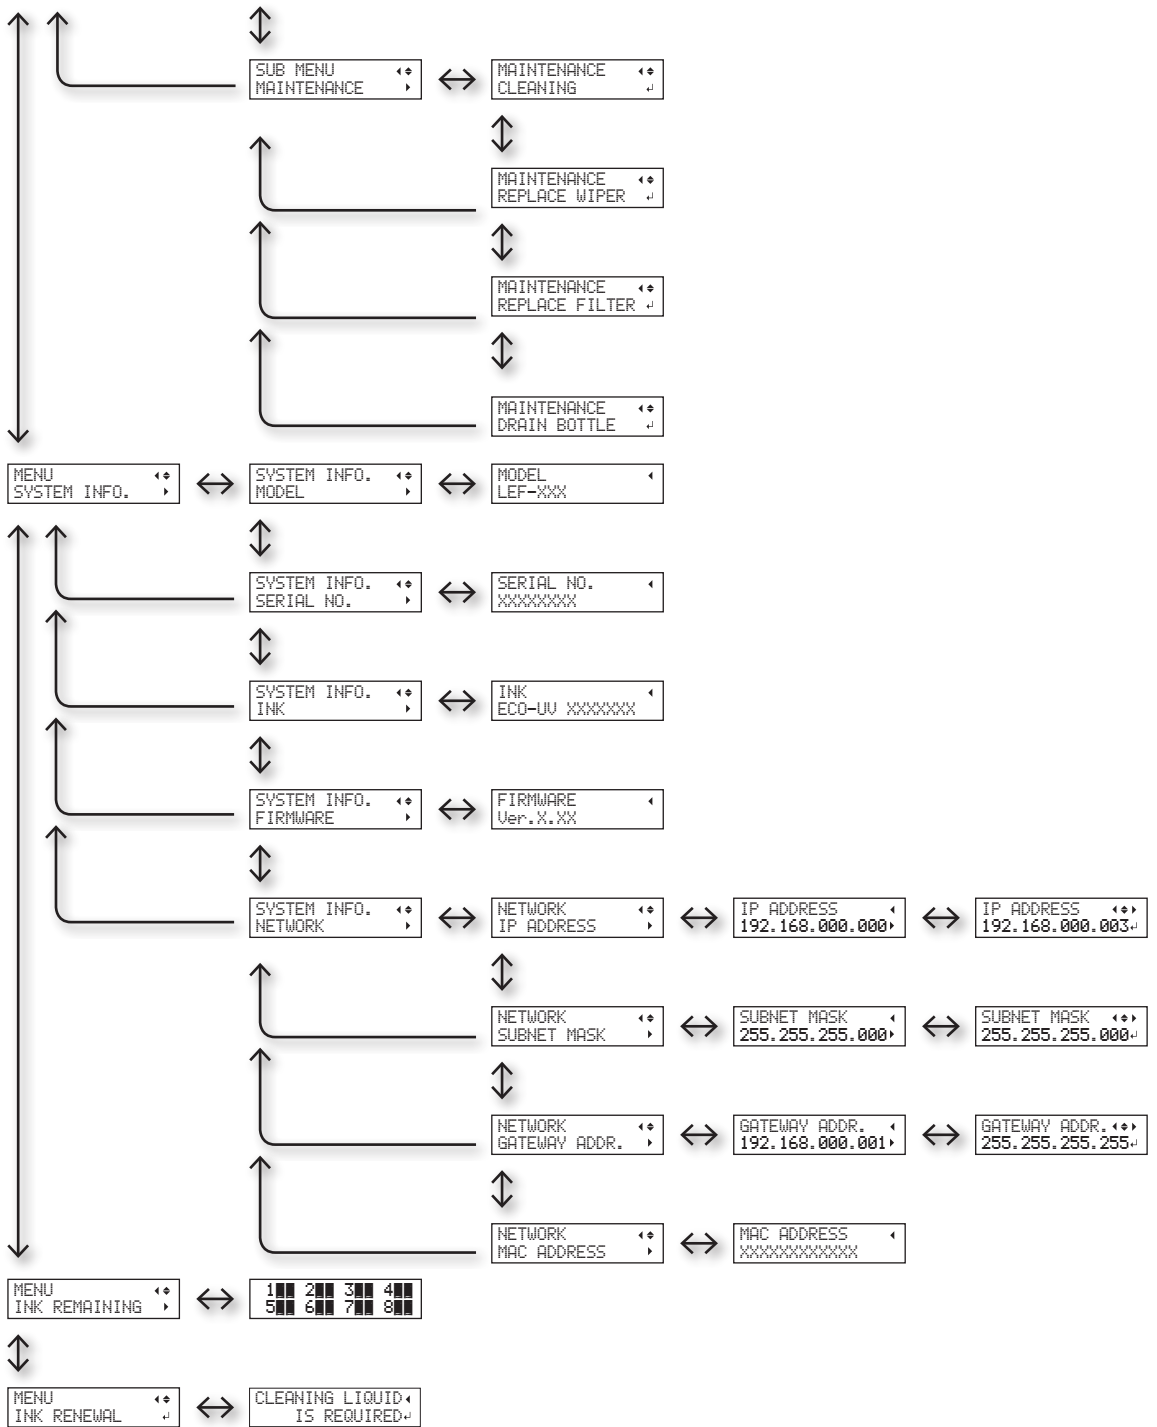 SUB MENU
MAINTENANCE
MAINTENANCE
CLEANING
MAINTENANCE
REPLACE WIPER
MAINTENANCE
REPLACE FILTER
MAINTENANCE
DRAIN BOTTLE
MENU
SYSTEM INFO.
SYSTEM INFO.
MODEL
MODEL
LEF-XXX
SYSTEM INFO.
SERIAL NO.
SERIAL NO.
XXXXXXXX
SYSTEM INFO.
INK
INK
ECO-UV XXXXXXX
SYSTEM INFO.
FIRMWARE
FIRMWARE
Ver.X.XX
SYSTEM INFO.
NETWORK
NETWORK
IP ADDRESS
IP ADDRESS
192.168.000.000
IP ADDRESS
192.168.000.003
NETWORK
SUBNET MASK
SUBNET MASK
255.255.255.000
SUBNET MASK
255.255.255.000
NETWORK
GATEWAY ADDR.
GATEWAY ADDR.
192.168.000.001
GATEWAY ADDR.
255.255.255.255
NETWORK
MAC ADDRESS
MAC ADDRESS
XXXXXXXXXXXX
MENU
INK REMAINING
1 2 3 4
5 6 7 8
MENU
INK RENEWAL
CLEANING LIQUID
IS REQUIRED